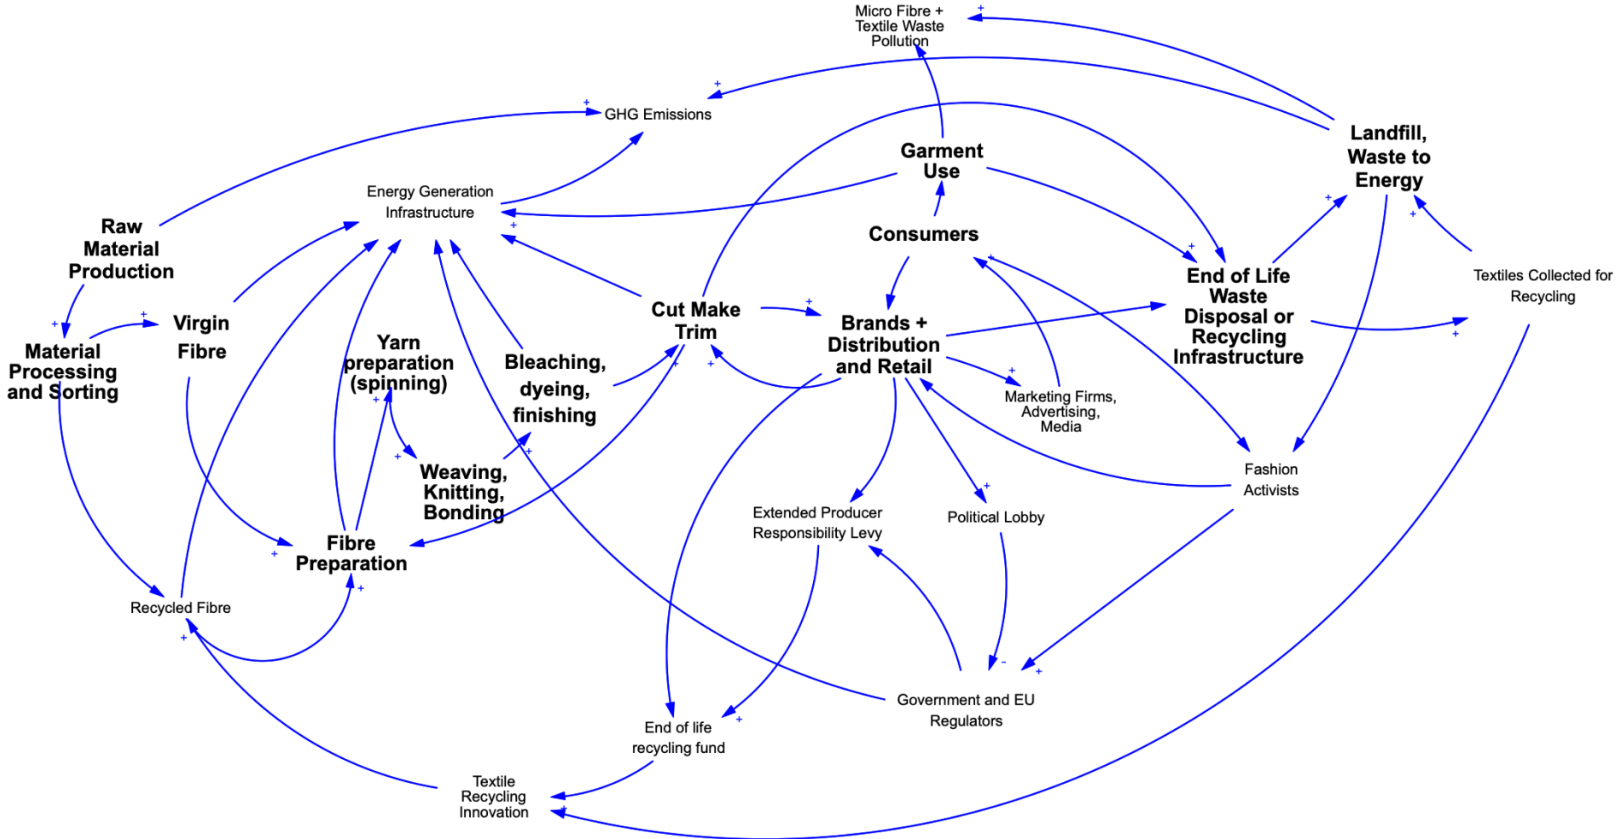 Micro Fibre +
Textile Waste
Pollution
+
+
+
GHG Emissions
Landfill,
Waste to
Energy
Garment
Use
Energy Generation
Infrastructure
+
+
+
Raw
Material
Production
Consumers
+
+
End of Life
Waste
Disposal or
Recycling
Infrastructure
Textiles Collected for
Recycling
+
+
Virgin
Fibre
+
Cut Make
Trim
+
Brands +
Distribution
and Retail
+
Material
Processing
and Sorting
Yarn
preparation
(spinning)
+
Bleaching,
dyeing,
finishing
+
+
+
Marketing Firms,
Advertising,
Media
+
+
Weaving,
Knitting,
Bonding
Fashion
Activists
+
Extended Producer
Responsibility Levy
Political Lobby
+
Fibre
Preparation
+
Recycled Fibre
+
-
+
Government and EU
Regulators
+
End of life
recycling fund
Textile
Recycling
Innovation
+